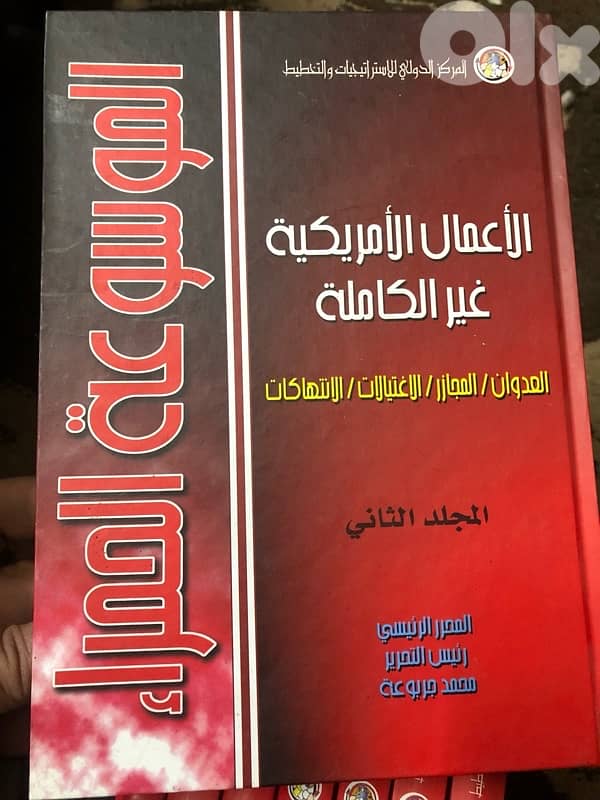 OLX
المركز الدولي للاستراتيجيات والتخطيط
الموسوعة الحمراء
الأعمال الأمريكية
غير الكاملة
العدوان / المجازر / الاغتيالات / الانتهاكات
المجلد الثاني
المحرر الرئيسي
رئيس التحرير
محمد جربوعة